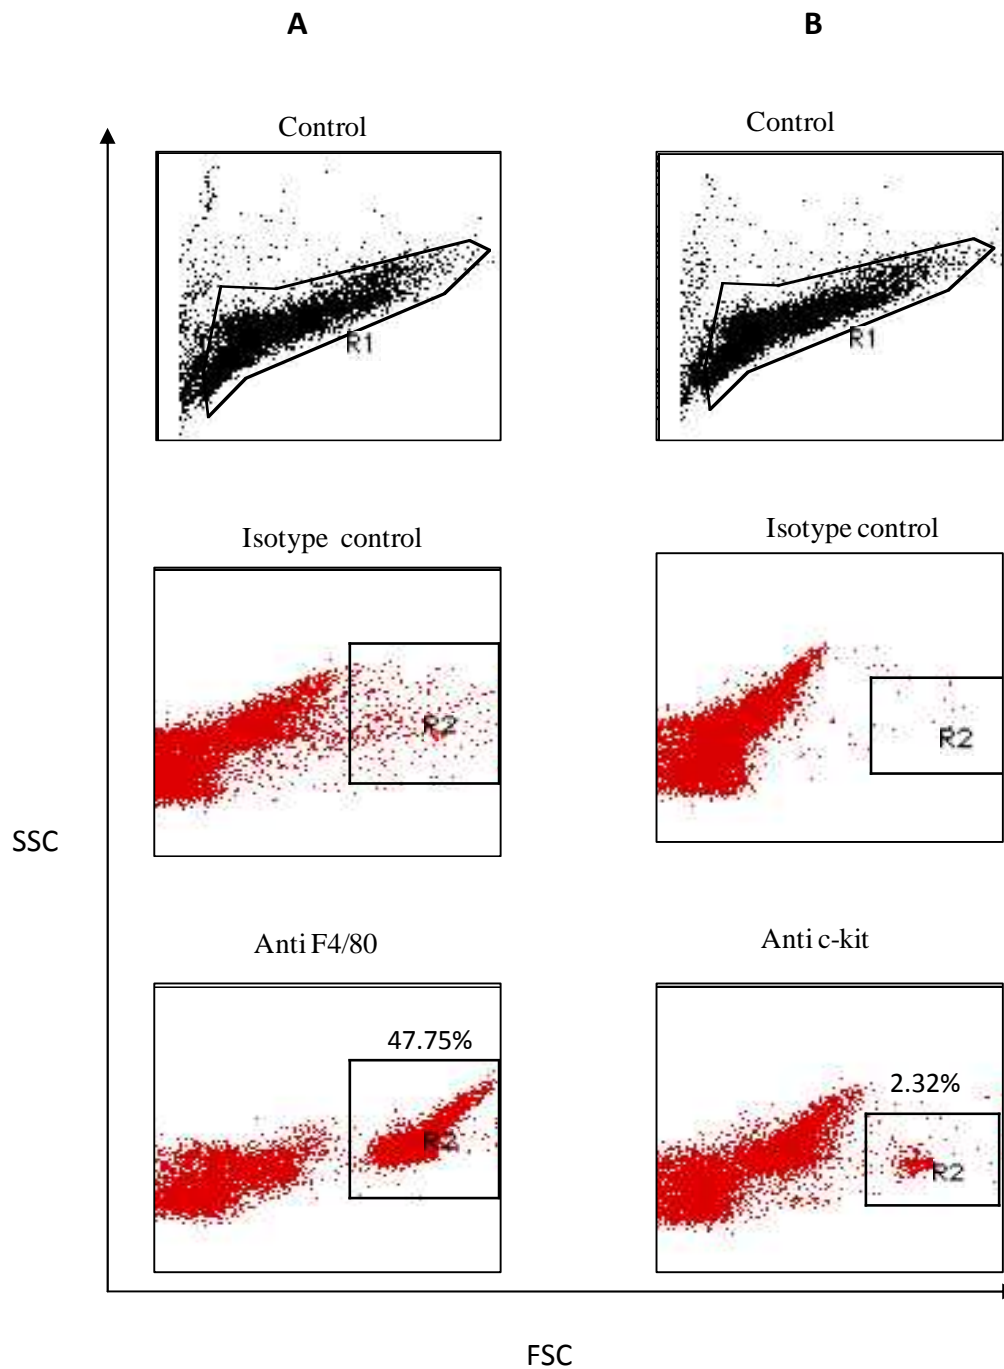 A
B
Control
Control
R1
R1
Isotype control
Isotype control
R2
R2
SSC
Anti F4/80
Anti c-kit
47.75%
2.32%
R2
R2
FSC